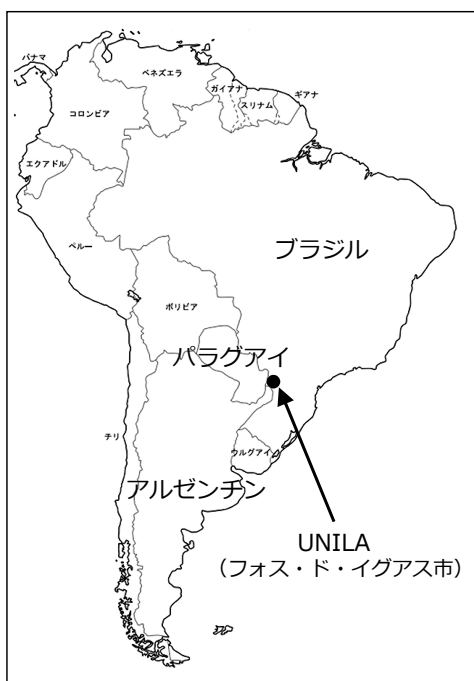 パナマ
ベネズエラ
ガイアナ
スリナム
ギアナ
コロンビア
エクアドル
ペルー
ブラジル
ボリビア
パラグアイ
チリ
ウルグアイ
アルゼンチン
UNILA
（フォス・ド・イグアス市）